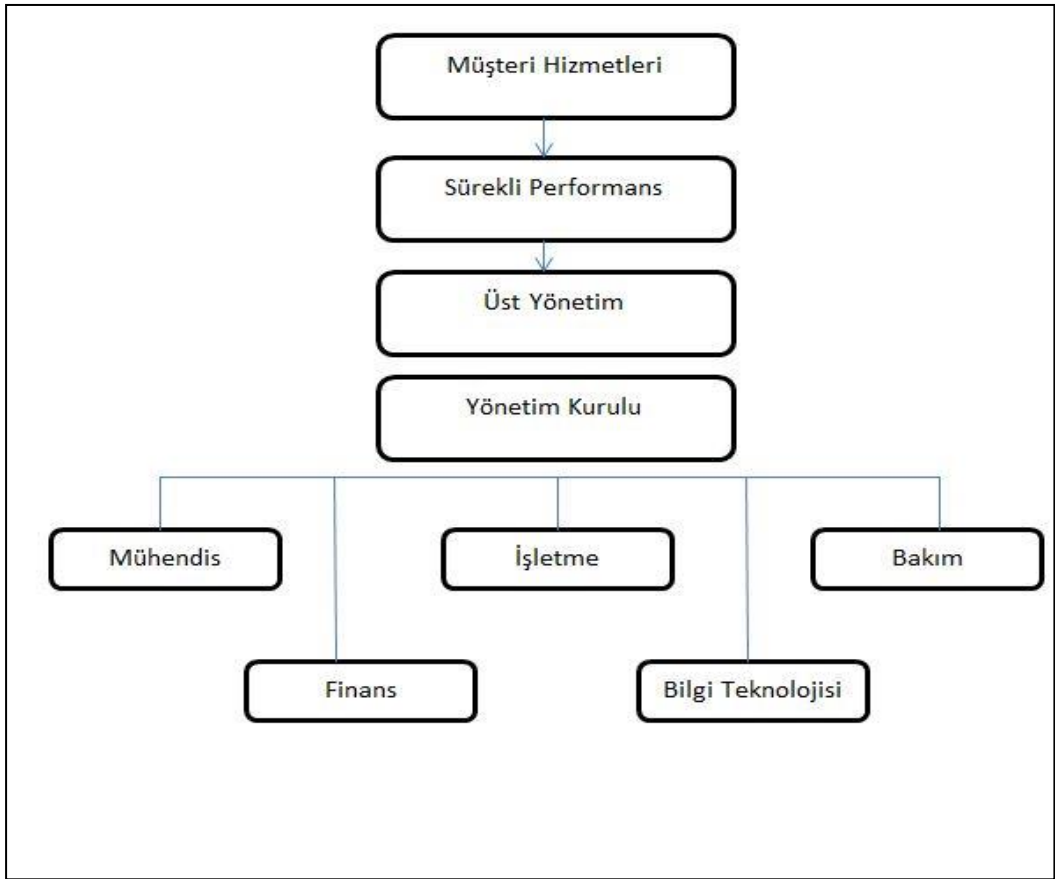 Müşteri Hizmetleri
Sürekli Performans
Üst Yönetim
Yönetim Kurulu
Mühendis
İşletme
Bakım
Finans
Bilgi Teknolojisi